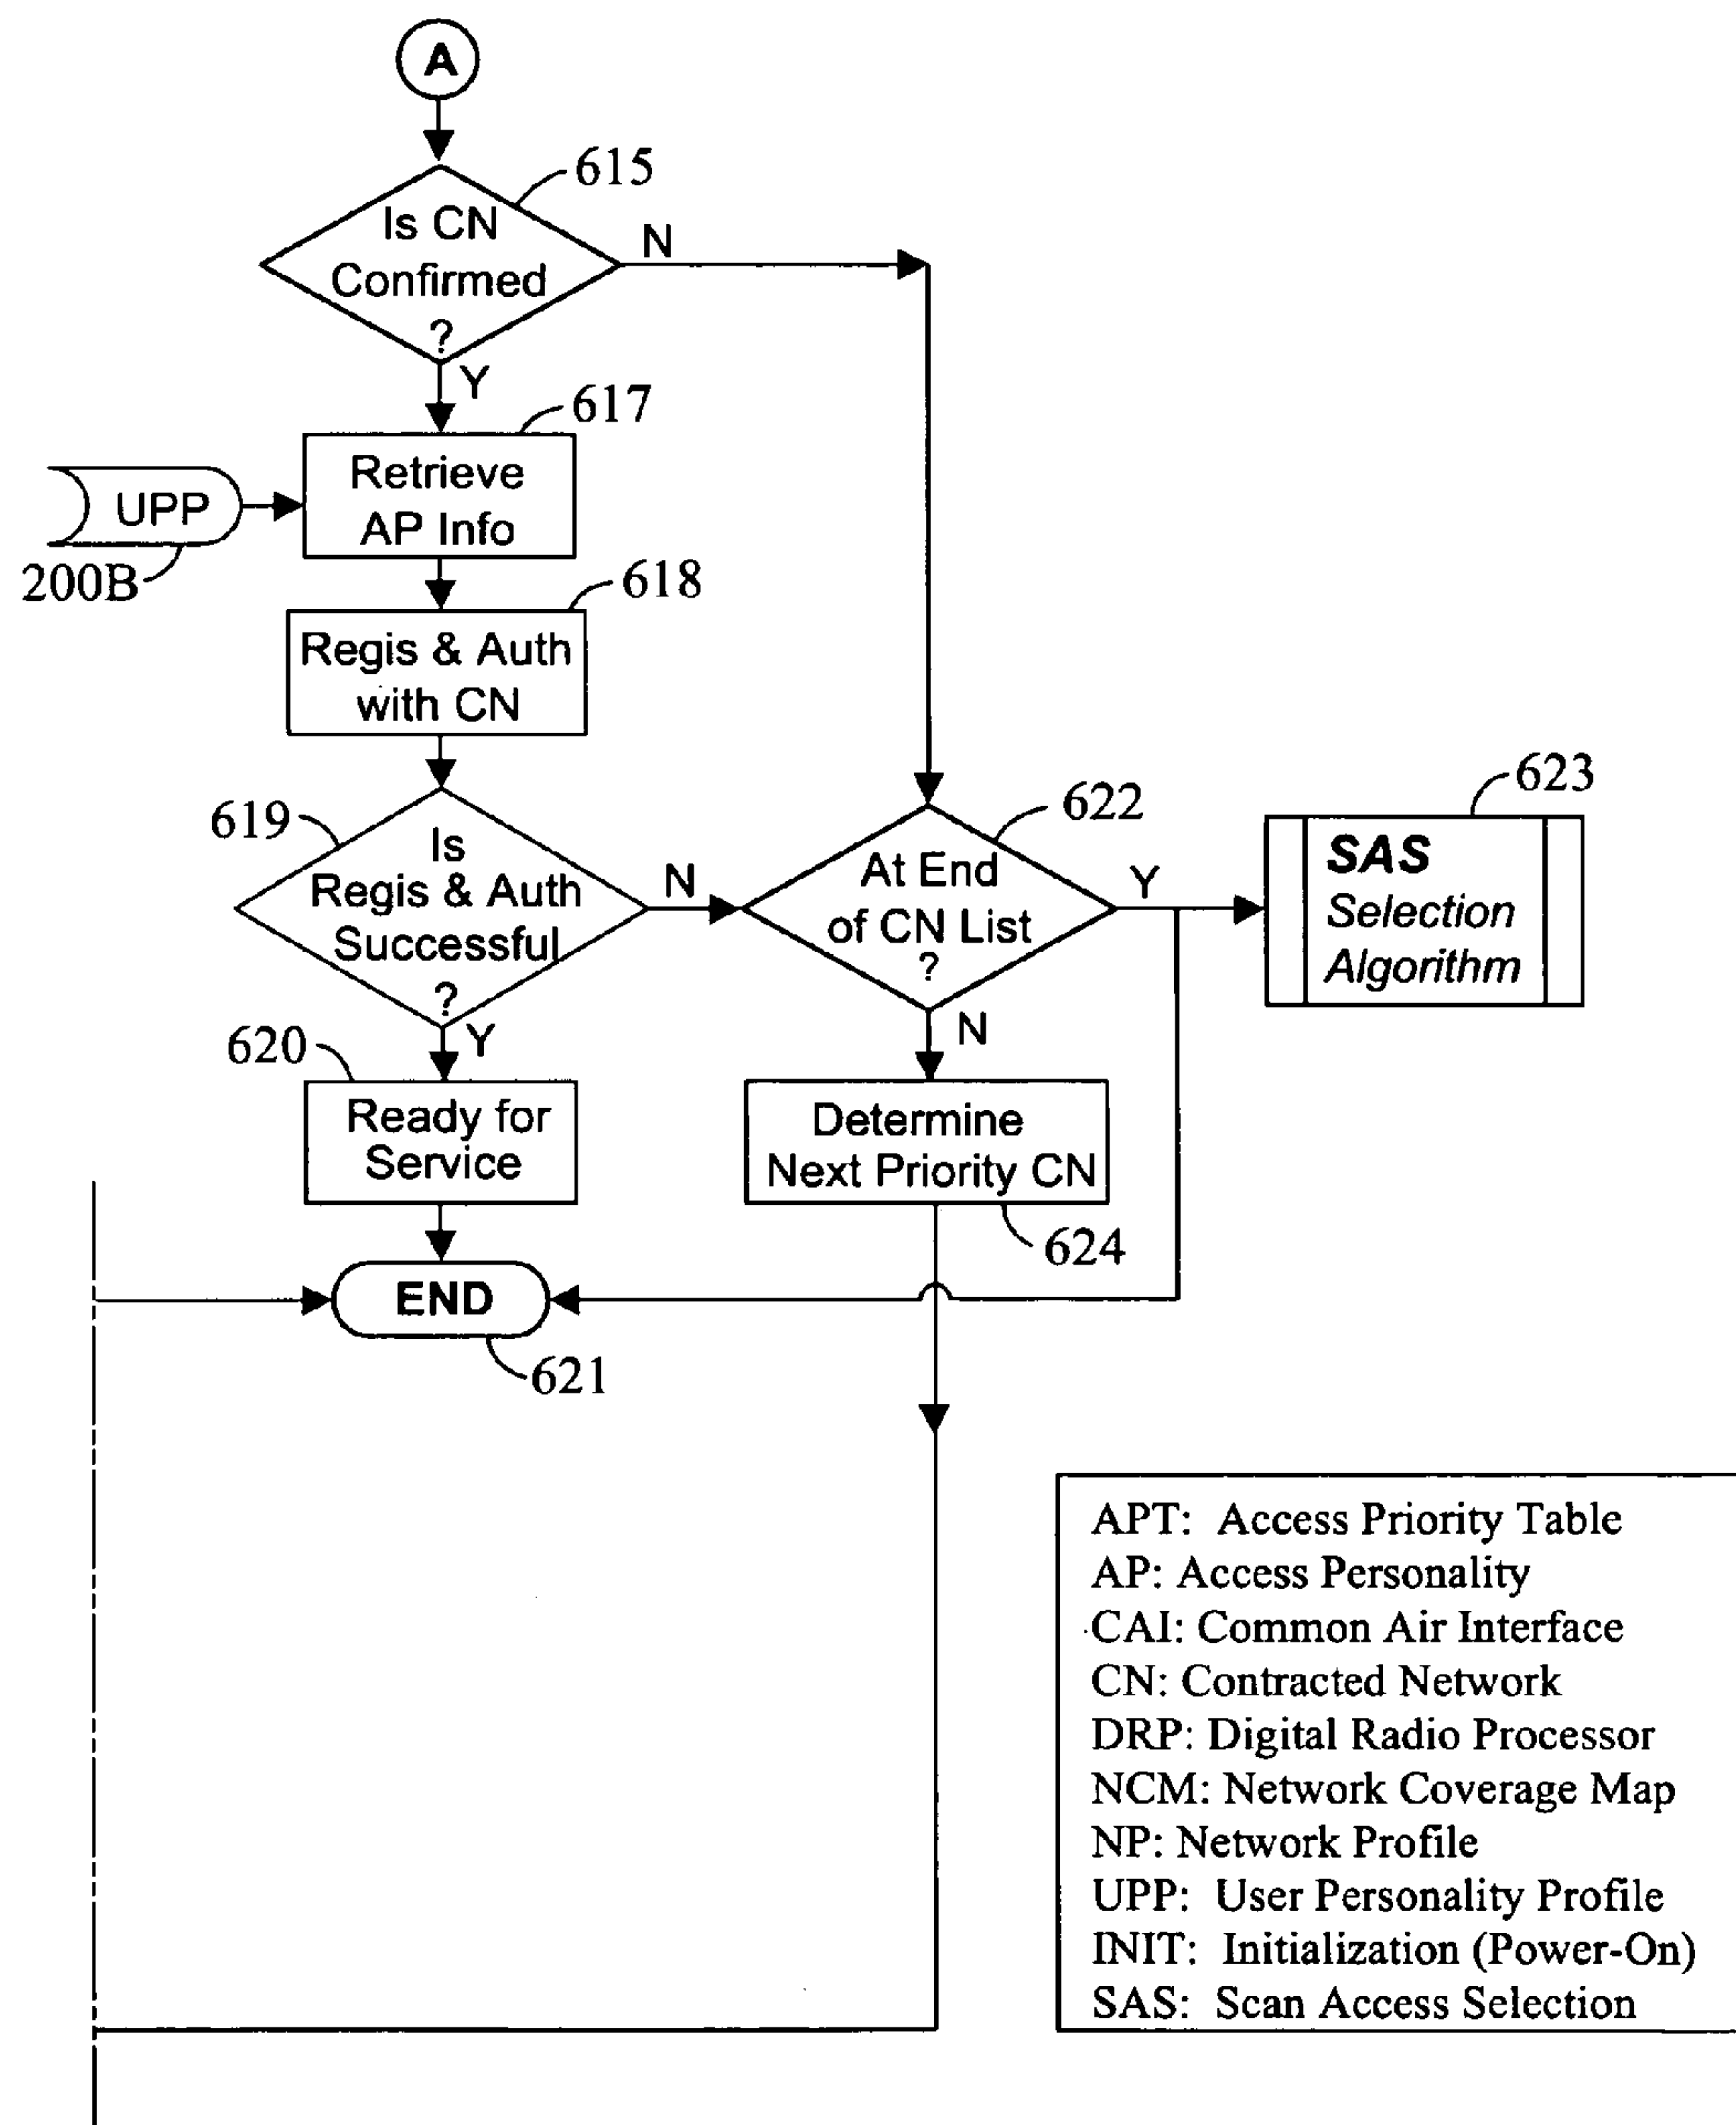 A
615
Is CN
Confirmed
?
N
Y
617
Retrieve
AP Info
UPP
200B
618
Regis & Auth
with CN
619
Is
Regis & Auth
Successful
?
N
Y
622
At End
of CN List
?
Y
N
623
SAS
Selection
Algorithm
620
Ready for
Service
Determine
Next Priority CN
624
END
621
APT: Access Priority Table
AP: Access Personality
CAI: Common Air Interface
CN: Contracted Network
DRP: Digital Radio Processor
NCM: Network Coverage Map
NP: Network Profile
UPP: User Personality Profile
INIT: Initialization (Power-On)
SAS: Scan Access Selection